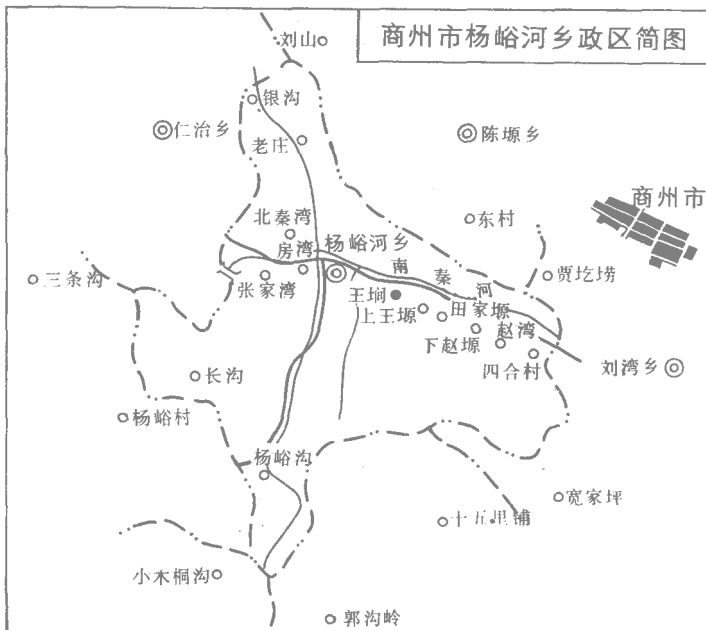 商州市杨峪河乡政区简图
刘山
银沟
仁治乡
老庄
陈塬乡
商州市
北秦湾
东村
房湾
杨峪河乡
南秦河
贾圪崂
三条沟
张家湾
王塬
上王塬
田家塬
下赵塬
赵湾
四合村
刘湾乡
长沟
杨峪村
杨峪沟
宽家坪
十五里铺
小木桐沟
郭沟岭